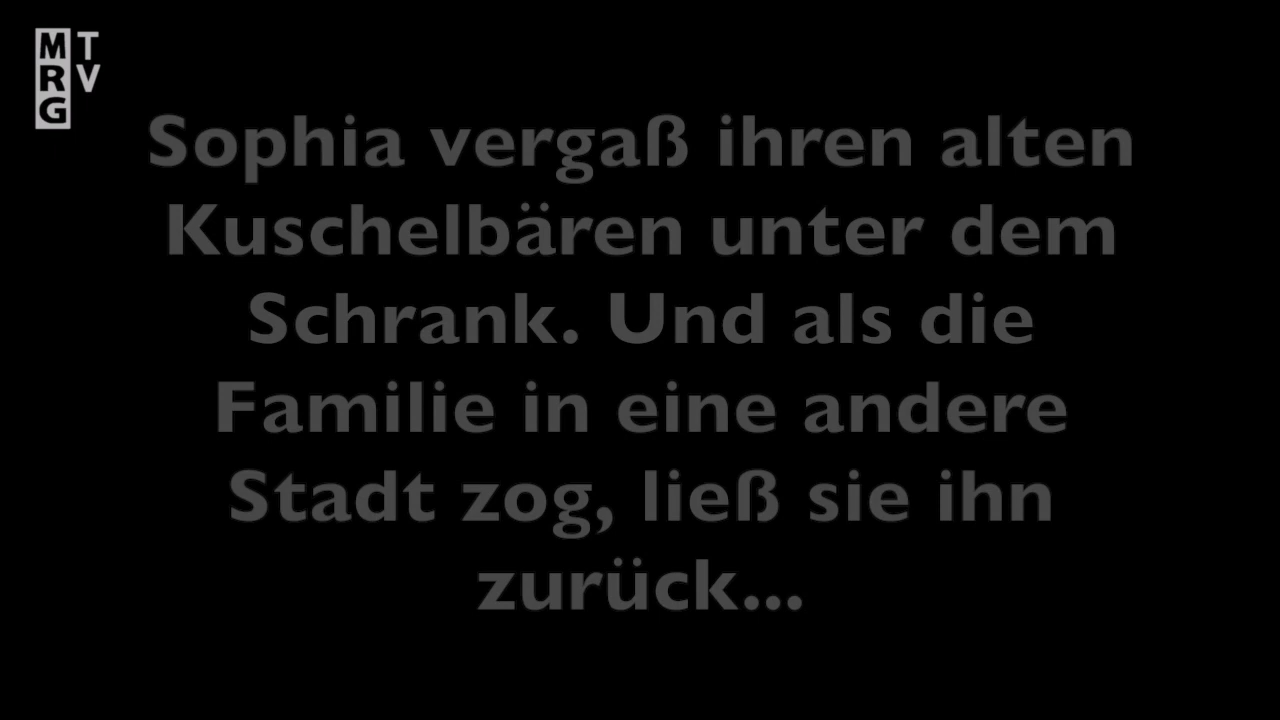 M T
R V
G
Sophia vergaß ihren alten
Kuschelbären unter dem
Schrank. Und als die
Familie in eine andere
Stadt zog, ließ sie ihn
zurück...